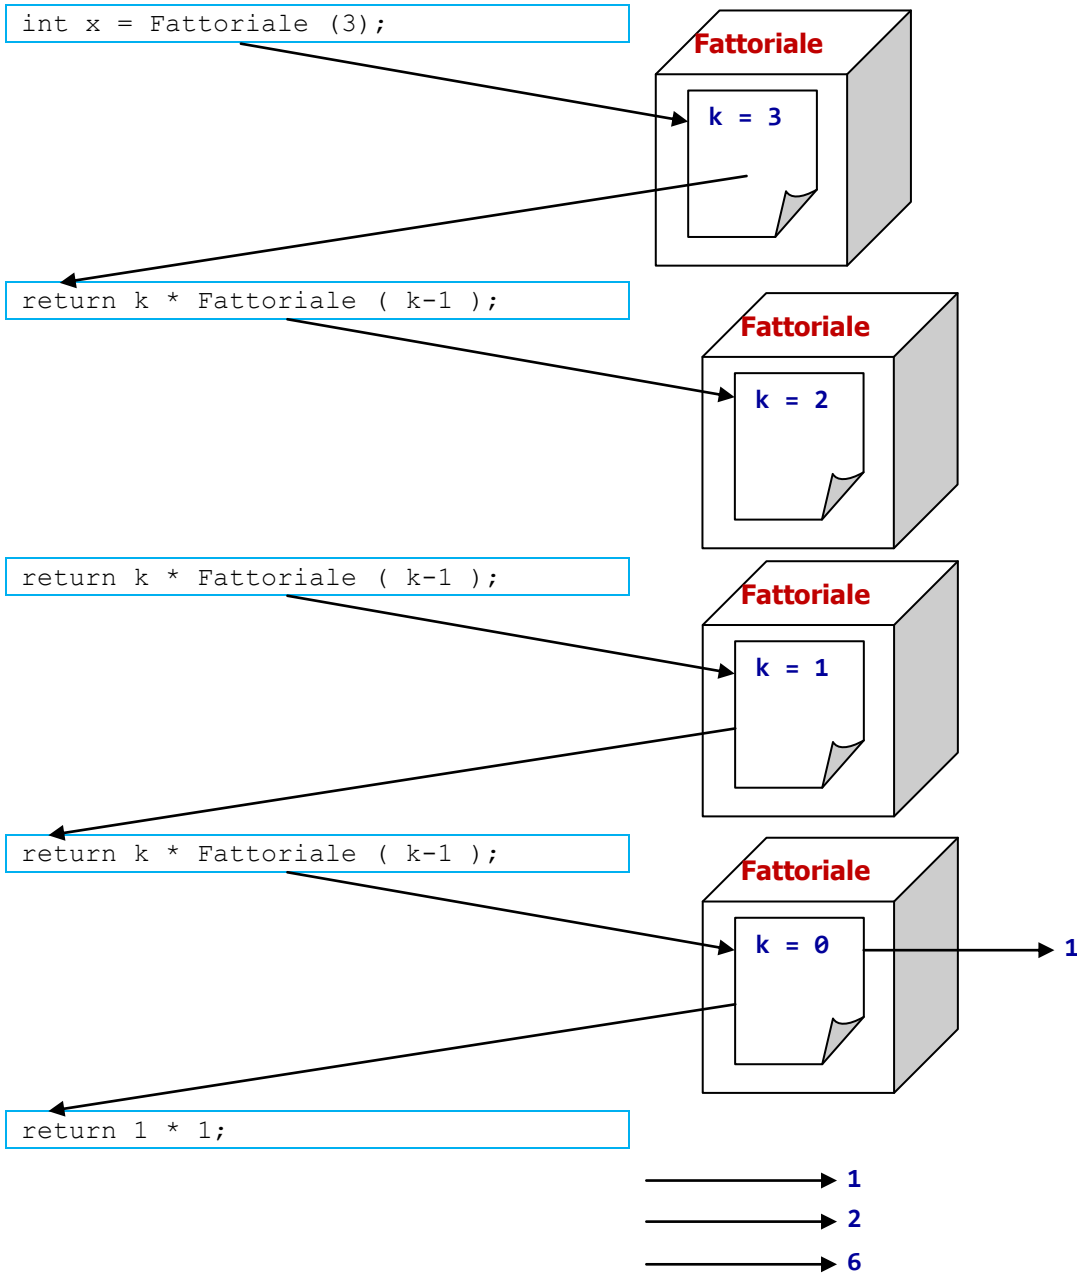 int x = Fattoriale (3);
Fattoriale
k = 3
return k * Fattoriale ( k-1 );
Fattoriale
k = 2
return k * Fattoriale ( k-1 );
Fattoriale
k = 1
return k * Fattoriale ( k-1 );
Fattoriale
k = 0
1
return 1 * 1;
1
2
6